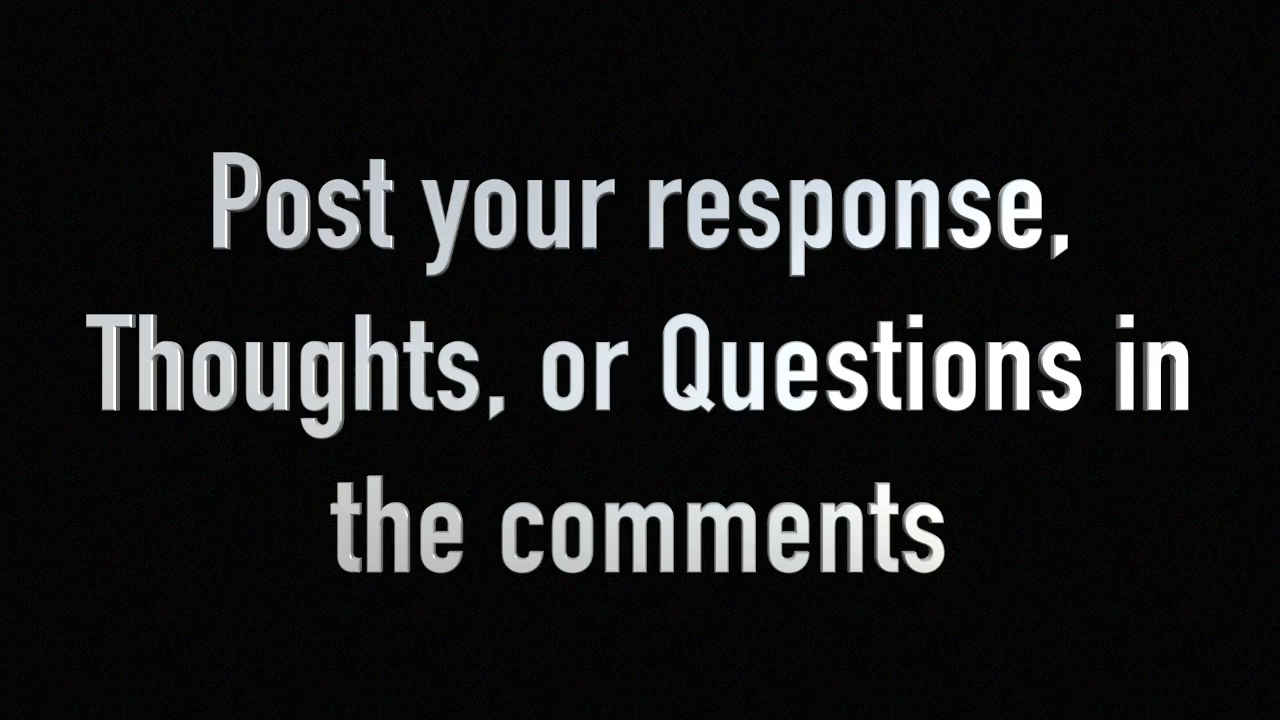 Post your response,
Thoughts, or Questions in
the comments